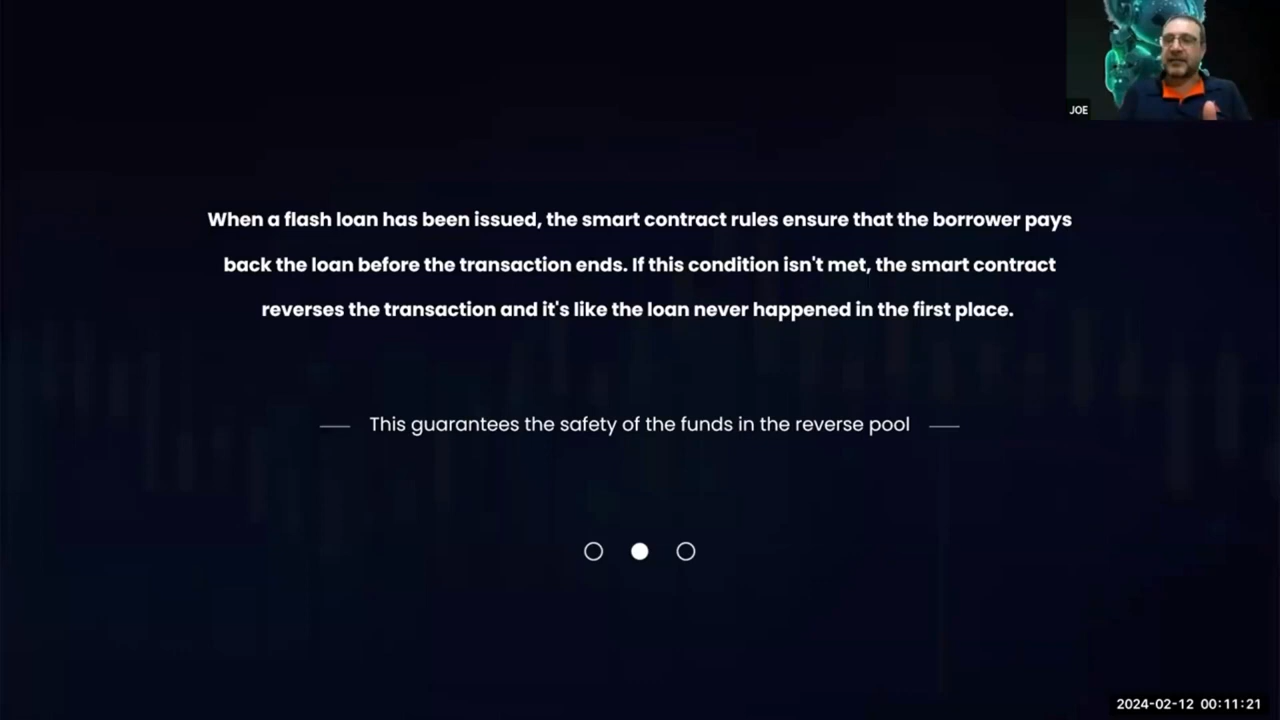 JOE
When a flash loan has been issued, the smart contract rules ensure that the borrower pays
back the loan before the transaction ends. If this condition isn't met, the smart contract
reverses the transaction and it's like the loan never happened in the first place.
This guarantees the safety of the funds in the reverse pool
2024-02-12 00:11:21